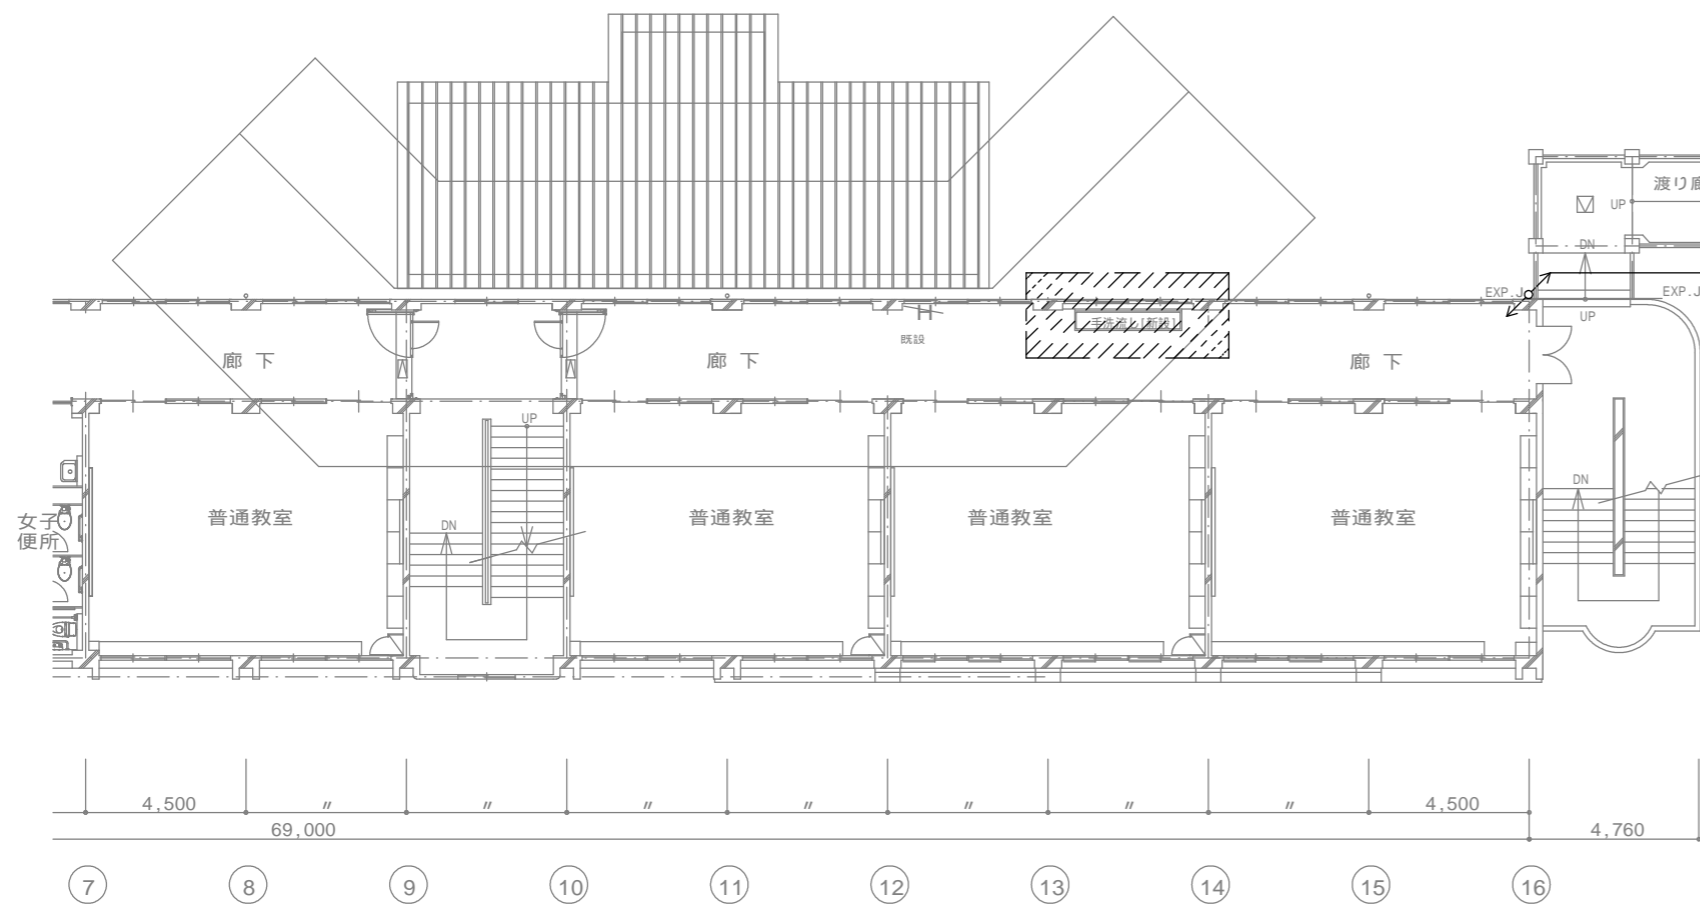 渡り廊
UP
DN
EXP.J
EXP.J
UP
手洗流し[新設]
既設
廊 下
廊 下
廊 下
UP
DN
DN
女子
便所
普通教室
普通教室
普通教室
普通教室
4,500 〃 〃 〃 〃 〃 〃 〃 4,500
69,000 4,760
7 8 9 10 11 12 13 14 15 16